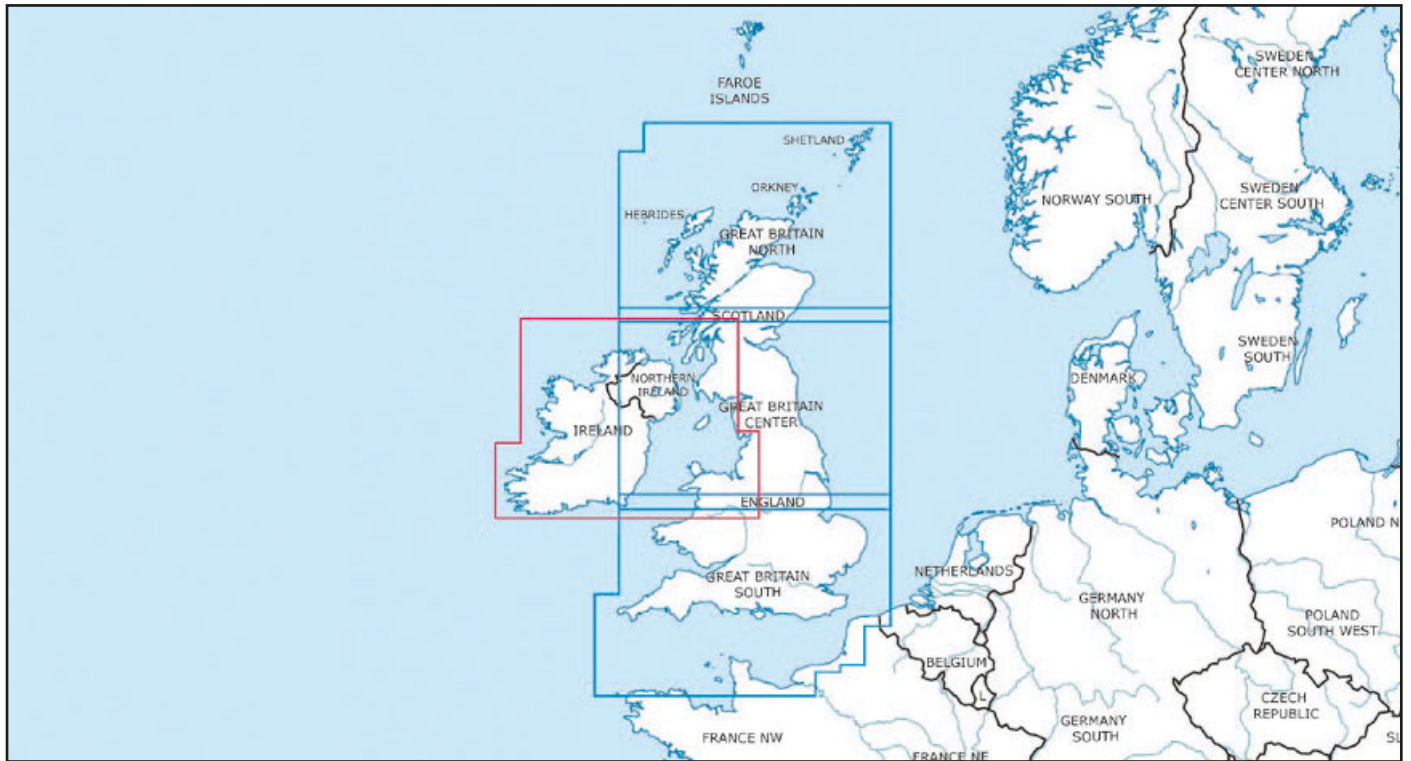 FAROE
ISLANDS
SWEDEN
CENTER NORTH
SHETLAND
ORKNEY
HEBRIDES
GREAT BRITAIN
NORTH
NORWAY SOUTH
SWEDEN
CENTER SOUTH
SCOTLAND
SWEDEN
SOUTH
NORTHERN
IRELAND
DENMARK
GREAT BRITAIN
CENTER
IRELAND
ENGLAND
POLAND N
NETHERLANDS
GREAT BRITAIN
SOUTH
GERMANY
NORTH
POLAND
SOUTH WEST
BELGIUM
L
CZECH
REPUBLIC
FRANCE NW
GERMANY
SOUTH
SL
FRANCE NE